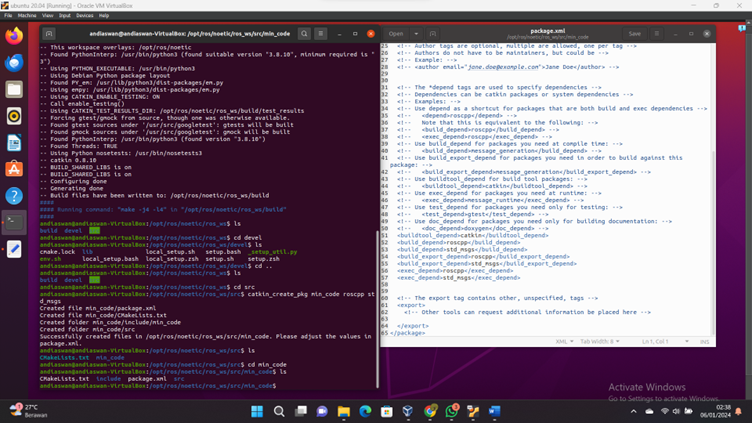 ubuntu 20.04 [Running] - Oracle VM VirtualBox
File Machine View Input Devices Help
andiaswan@andiaswan-VirtualBox: /opt/ros/noetic/ros_ws/src/min_code
-- This workspace overlays: /opt/ros/noetic
-- Found PythonInterp: /usr/bin/python3 (found suitable version "3.8.10", minimum required is "
3")
-- Using PYTHON_EXECUTABLE: /usr/bin/python3
-- Using Debian Python package layout
-- Found PY_em: /usr/lib/python3/dist-packages/em.py
-- Using empy: /usr/lib/python3/dist-packages/em.py
-- Using CATKIN_ENABLE_TESTING: ON
-- Call enable_testing()
-- Using CATKIN_TEST_RESULTS_DIR: /opt/ros/noetic/ros_ws/build/test_results
-- Forcing gtest/gmock from source, though one was otherwise available.
-- Found gtest sources under '/usr/src/googletest': gtests will be built
-- Found gmock sources under '/usr/src/googletest': gmock will be built
-- Found PythonInterp: /usr/bin/python3 (found version "3.8.10")
-- Found Threads: TRUE
-- Using Python nosetests: /usr/bin/nosetests3
-- catkin 0.8.10
-- BUILD_SHARED_LIBS is on
-- BUILD_SHARED_LIBS is on
-- Configuring done
-- Generating done
-- Build files have been written to: /opt/ros/noetic/ros_ws/build
####
#### Running command: "make -j4 -l4" in "/opt/ros/noetic/ros_ws/build"
####
andiaswan@andiaswan-VirtualBox:/opt/ros/noetic/ros_ws$ ls
build devel src
andiaswan@andiaswan-VirtualBox:/opt/ros/noetic/ros_ws$ cd devel
andiaswan@andiaswan-VirtualBox:/opt/ros/noetic/ros_ws/devel$ ls
cmake.lock lib local_setup.sh setup.bash _setup_util.py
env.sh local_setup.bash local_setup.zsh setup.sh setup.zsh
andiaswan@andiaswan-VirtualBox:/opt/ros/noetic/ros_ws/devel$ cd ..
andiaswan@andiaswan-VirtualBox:/opt/ros/noetic/ros_ws$ ls
build devel src
andiaswan@andiaswan-VirtualBox:/opt/ros/noetic/ros_ws$ cd src
andiaswan@andiaswan-VirtualBox:/opt/ros/noetic/ros_ws/src$ catkin_create_pkg min_code roscpp st
d_msgs
Created file min_code/package.xml
Created file min_code/CMakeLists.txt
Created folder min_code/include/min_code
Created folder min_code/src
Successfully created files in /opt/ros/noetic/ros_ws/src/min_code. Please adjust the values in
package.xml.
andiaswan@andiaswan-VirtualBox:/opt/ros/noetic/ros_ws/src$ ls
CMakeLists.txt min_code
andiaswan@andiaswan-VirtualBox:/opt/ros/noetic/ros_ws/src$ cd min_code
andiaswan@andiaswan-VirtualBox:/opt/ros/noetic/ros_ws/src/min_code$ ls
CMakeLists.txt include package.xml src
andiaswan@andiaswan-VirtualBox:/opt/ros/noetic/ros_ws/src/min_code$
Open
package.xml
/opt/ros/noetic/ros_ws/src/min_code
Save
25 <!-- Author tags are optional, multiple are allowed, one per tag -->
26 <!-- Authors do not have to be maintainers, but could be -->
27 <!-- Example: -->
28 <!-- <author email="jane.doe@example.com">Jane Doe</author> -->
29
30
31 <!-- The *depend tags are used to specify dependencies -->
32 <!-- Dependencies can be catkin packages or system dependencies -->
33 <!-- Examples: -->
34 <!-- Use depend as a shortcut for packages that are both build and exec dependencies -->
35 <!-- <depend>roscpp</depend> -->
36 <!-- Note that this is equivalent to the following: -->
37 <!-- <build_depend>roscpp</build_depend> -->
38 <!-- <exec_depend>roscpp</exec_depend> -->
39 <!-- Use build_depend for packages you need at compile time: -->
40 <!-- <build_depend>message_generation</build_depend> -->
41 <!-- Use build_export_depend for packages you need in order to build against this
package: -->
42 <!-- <build_export_depend>message_generation</build_export_depend> -->
43 <!-- Use buildtool_depend for build tool packages: -->
44 <!-- <buildtool_depend>catkin</buildtool_depend> -->
45 <!-- Use exec_depend for packages you need at runtime: -->
46 <!-- <exec_depend>message_runtime</exec_depend> -->
47 <!-- Use test_depend for packages you need only for testing: -->
48 <!-- <test_depend>gtest</test_depend> -->
49 <!-- Use doc_depend for packages you need only for building documentation: -->
50 <!-- <doc_depend>doxygen</doc_depend> -->
51 <buildtool_depend>catkin</buildtool_depend>
52 <build_depend>roscpp</build_depend>
53 <build_depend>std_msgs</build_depend>
54 <build_export_depend>roscpp</build_export_depend>
55 <build_export_depend>std_msgs</build_export_depend>
56 <exec_depend>roscpp</exec_depend>
57 <exec_depend>std_msgs</exec_depend>
58
59
60 <!-- The export tag contains other, unspecified, tags -->
61 <export>
62 <!-- Other tools can request additional information be placed here -->
63
64 </export>
65 </package>
XML Tab Width: 8 Ln 1, Col 1 INS
Activate Windows
Go to Settings to activate Windows.
27°C
Berawan
02:38
06/01/2024